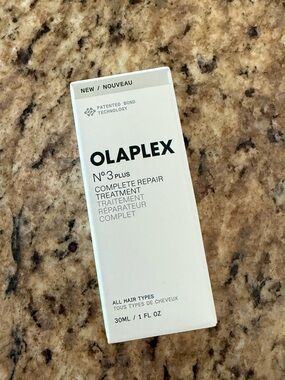 NEW / NOUVEAU
PATENTED BOND
TECHNOLOGY
OLAPLEX
Nº3 PLUS
COMPLETE REPAIR
TREATMENT
TRAITEMENT
RÉPARATEUR
COMPLET
ALL HAIR TYPES
TOUS TYPES DE CHEVEUX
30ML / 1 FL OZ